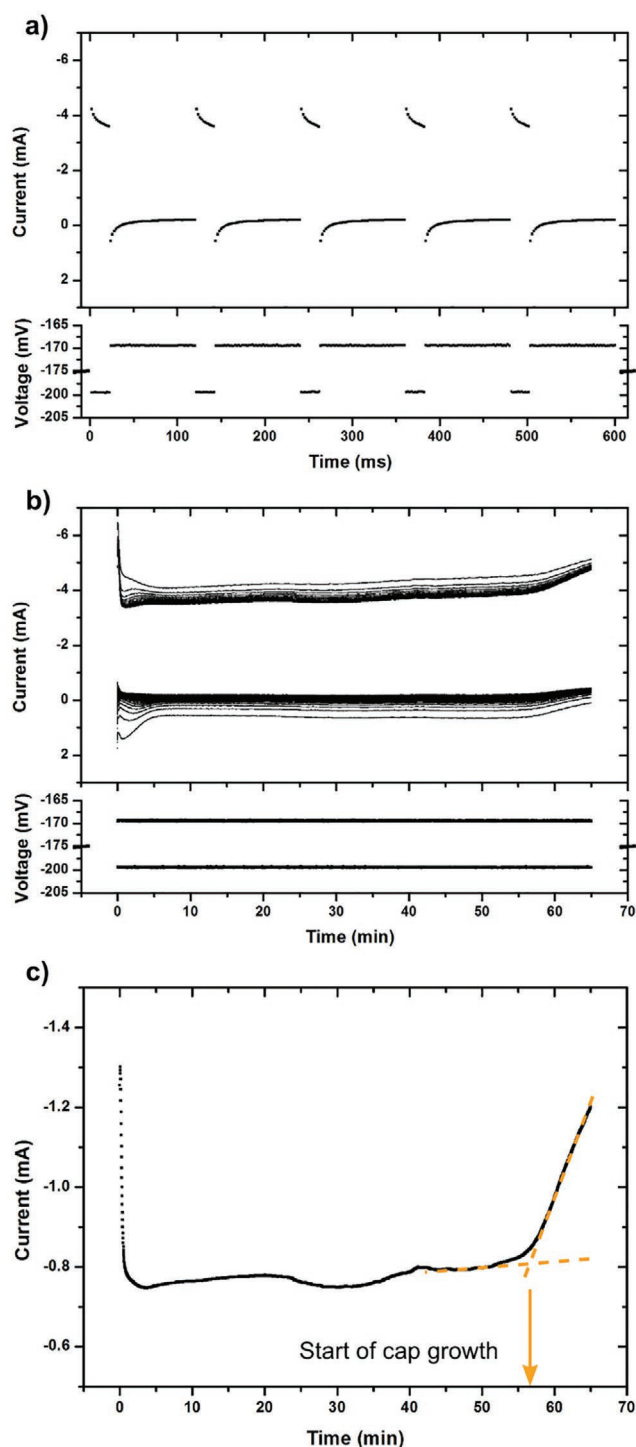 a)
Current (mA)
-6
-4
-2
0
2
Voltage (mV)
-165
-170
-175
-200
-205
0 100 200 300 400 500 600
Time (ms)
b)
Current (mA)
-6
-4
-2
0
2
Voltage (mV)
-165
-170
-175
-200
-205
0 10 20 30 40 50 60 70
Time (min)
c)
Current (mA)
-1.4
-1.2
-1.0
-0.8
-0.6
Start of cap growth
0 10 20 30 40 50 60 70
Time (min)